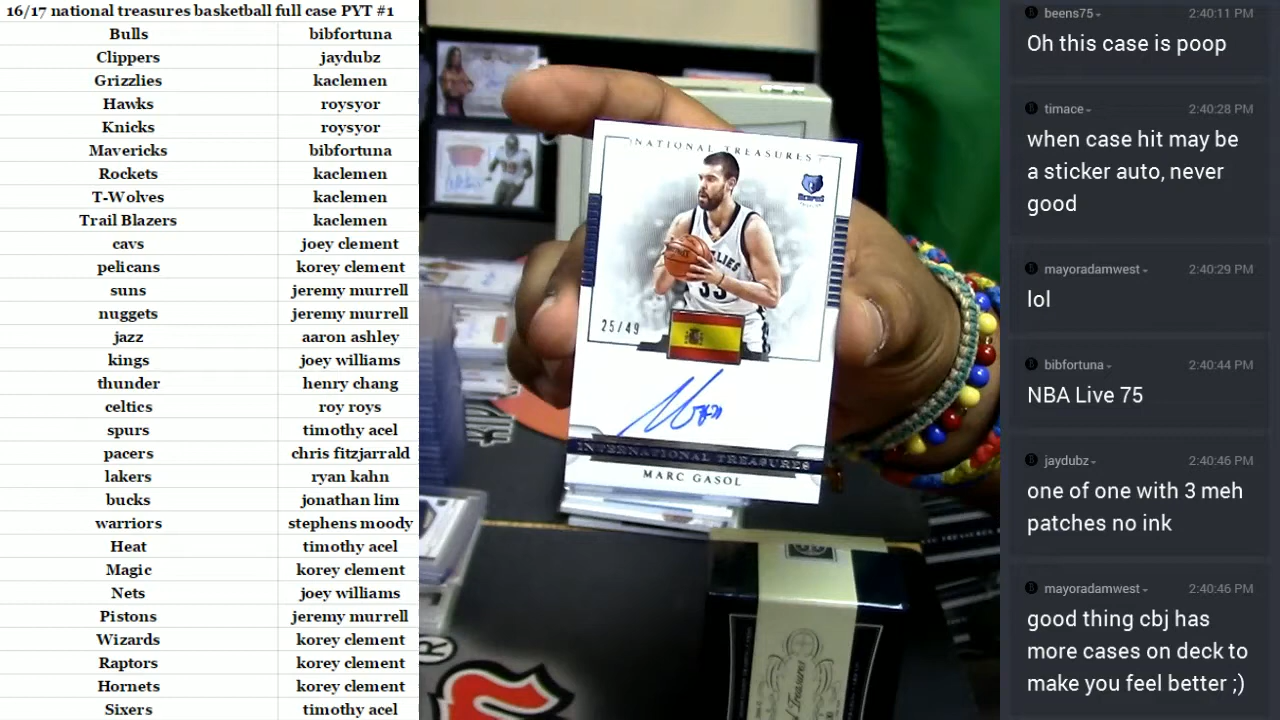 16/17 national treasures basketball full case PYT #1
Bulls bibfortuna
Clippers jaydubz
Grizzlies kaclemen
Hawks roysyor
Knicks roysyor
Mavericks bibfortuna
Rockets kaclemen
T-Wolves kaclemen
Trail Blazers kaclemen
cavs joey clement
pelicans korey clement
suns jeremy murrell
nuggets jeremy murrell
jazz aaron ashley
kings joey williams
thunder henry chang
celtics roy roys
spurs timothy acel
pacers chris fitzjarrald
lakers ryan kahn
bucks jonathan lim
warriors stephens moody
Heat timothy acel
Magic korey clement
Nets joey williams
Pistons jeremy murrell
Wizards korey clement
Raptors korey clement
Hornets korey clement
Sixers timothy acel
NATIONAL TREASURES
33
25/49
INTERNATIONAL TREASURES
MARC GASOL
beens75 2:40:11 PM
Oh this case is poop
timace 2:40:28 PM
when case hit may be
a sticker auto, never
good
mayoradamwest 2:40:29 PM
lol
bibfortuna 2:40:44 PM
NBA Live 75
jaydubz 2:40:46 PM
one of one with 3 meh
patches no ink
mayoradamwest 2:40:46 PM
good thing cbj has
more cases on deck to
make you feel better ;)